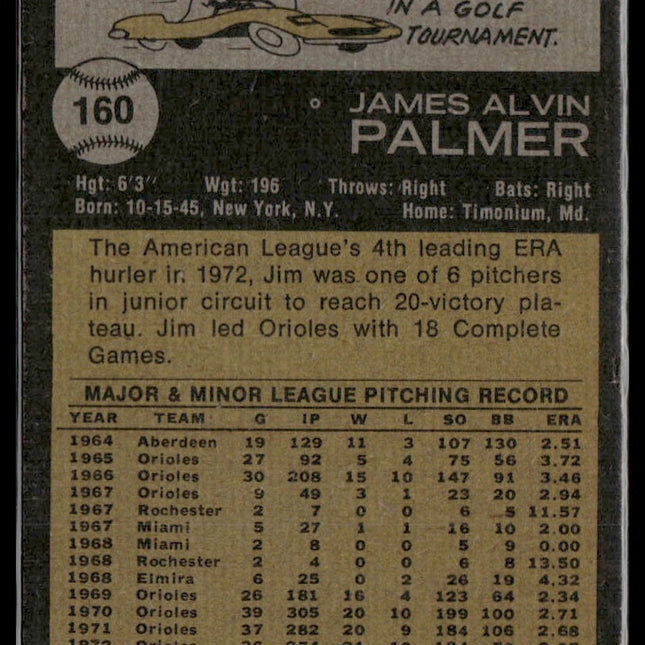 IN A GOLF
TOURNAMENT.
160
JAMES ALVIN
PALMER
Hgt: 6'3" Wgt: 196 Throws: Right Bats: Right
Born: 10-15-45, New York, N.Y. Home: Timonium, Md.
The American League's 4th leading ERA
hurler in 1972, Jim was one of 6 pitchers
in junior circuit to reach 20-victory pla-
teau. Jim led Orioles with 18 Complete
Games.
MAJOR & MINOR LEAGUE PITCHING RECORD
YEAR TEAM G IP W L SO BB ERA
1964 Aberdeen 19 129 11 3 107 130 2.51
1965 Orioles 27 92 5 4 75 56 3.72
1966 Orioles 30 208 15 10 147 91 3.46
1967 Orioles 9 49 3 1 23 20 2.94
1967 Rochester 2 7 0 0 6 5 11.57
1967 Miami 5 27 1 1 16 10 2.00
1968 Miami 2 8 0 0 5 9 0.00
1968 Rochester 2 4 0 0 6 8 13.50
1968 Elmira 6 25 0 2 26 19 4.32
1969 Orioles 26 181 16 4 123 64 2.34
1970 Orioles 39 305 20 10 199 100 2.71
1971 Orioles 37 282 20 9 184 106 2.68